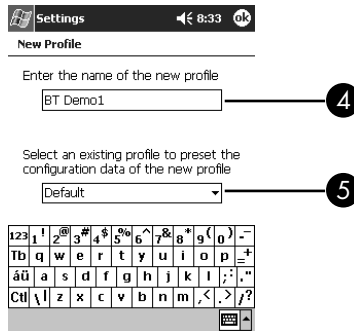 Settings 8:33 ok
New Profile
Enter the name of the new profile
BT Demo1 4
Select an existing profile to preset the
configuration data of the new profile
Default 5
123 1 ! 2 @ 3 # 4 $ 5 % 6 ^ 7 & 8 * 9 ( 0 ) - _
Tb q w e r t y u i o p = +
áü a s d f g h j k l ; : ' "
Ctl \ | z x c v b n m , < . > / ?